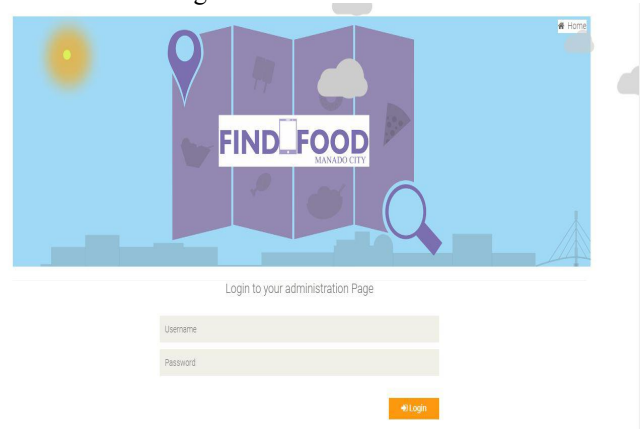 Home
FIND FOOD
MANADO CITY
Login to your administration Page
Username
Password
Login